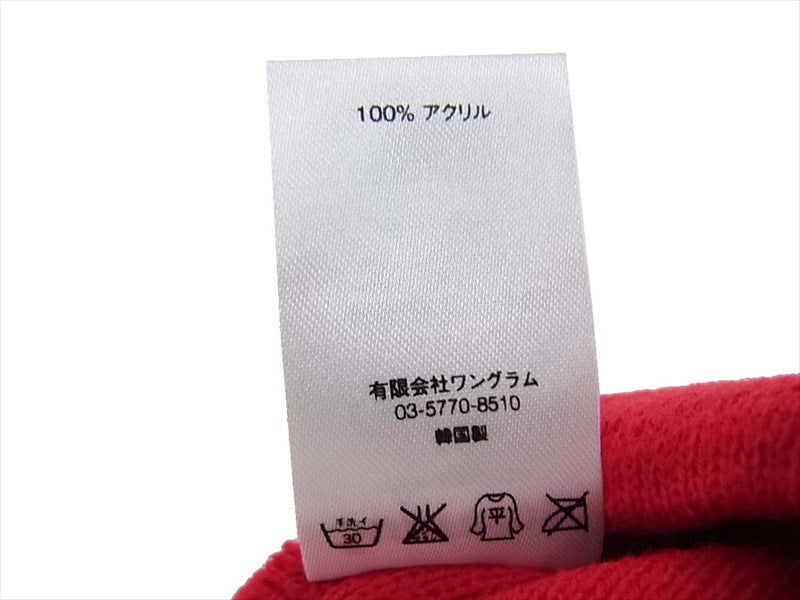 100% アクリル
有限会社ワングラム
03-5770-8510
韓国製
手洗イ
30
平